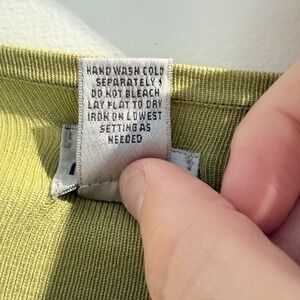 HAND WASH COLD
SEPARATELY
DO NOT BLEACH
LAY FLAT TO DRY
IRON ON LOWEST
SETTING AS
NEEDED